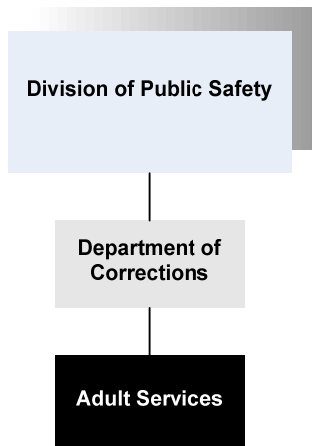 Division of Public Safety
Department of
Corrections
Adult Services